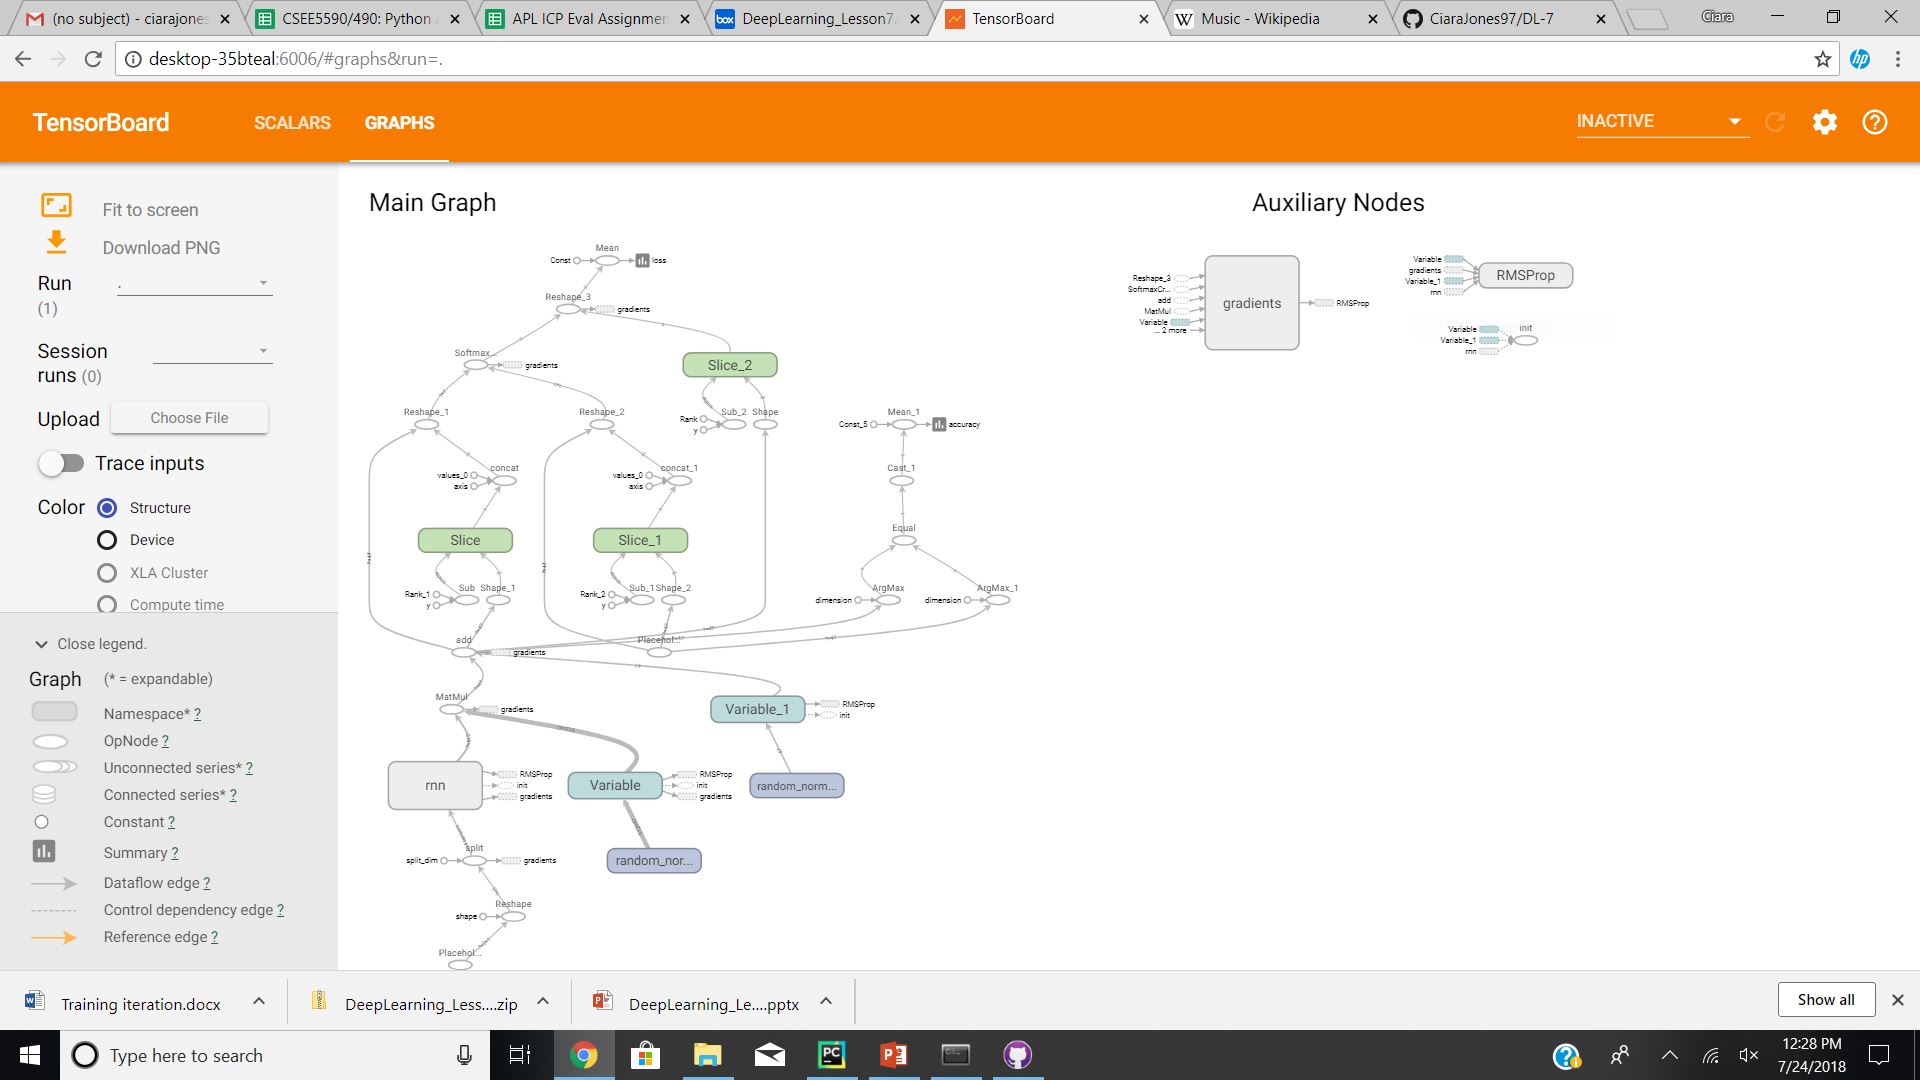 (no subject) - ciarajones
CSEE5590/490: Python
APL ICP Eval Assignmen
box DeepLearning_Lesson7.
TensorBoard
W Music - Wikipedia
CiaraJones97/DL-7
Ciara
desktop-35bteal:6006/#graphs&run=.
hp
TensorBoard
SCALARS
GRAPHS
INACTIVE
Fit to screen
Download PNG
Run
(1)
.
Session
runs (0)
Upload
Choose File
Trace inputs
Color
Structure
Device
XLA Cluster
Compute time
Close legend.
Graph
(* = expandable)
Namespace* ?
OpNode ?
Unconnected series* ?
Connected series* ?
Constant ?
Summary ?
Dataflow edge ?
Control dependency edge ?
Reference edge ?
Main Graph
Mean
Const
loss
Reshape_3
gradients
Softmax...
gradients
Slice_2
Reshape_1
Reshape_2
Rank
y
Sub_2
Shape
Mean_1
Const_5
accuracy
values_0
axis
concat
values_0
axis
concat_1
Cast_1
Slice
Slice_1
Equal
Rank_1
y
Sub
Shape_1
Rank_2
y
Sub_1
Shape_2
dimension
ArgMax
dimension
ArgMax_1
add
gradients
Placehol...
MatMul
gradients
Variable_1
RMSProp
init
rnn
RMSProp
init
gradients
Variable
RMSProp
init
gradients
random_norm...
split_dim
split
gradients
random_nor...
shape
Reshape
Placehol...
Auxiliary Nodes
Reshape_3
SoftmaxCr...
add
MatMul
Variable
... 2 more
gradients
RMSProp
Variable
gradients
Variable_1
rnn
RMSProp
Variable
Variable_1
rnn
init
Training iteration.docx
DeepLearning_Less....zip
DeepLearning_Le....pptx
Show all
Type here to search
12:28 PM
7/24/2018